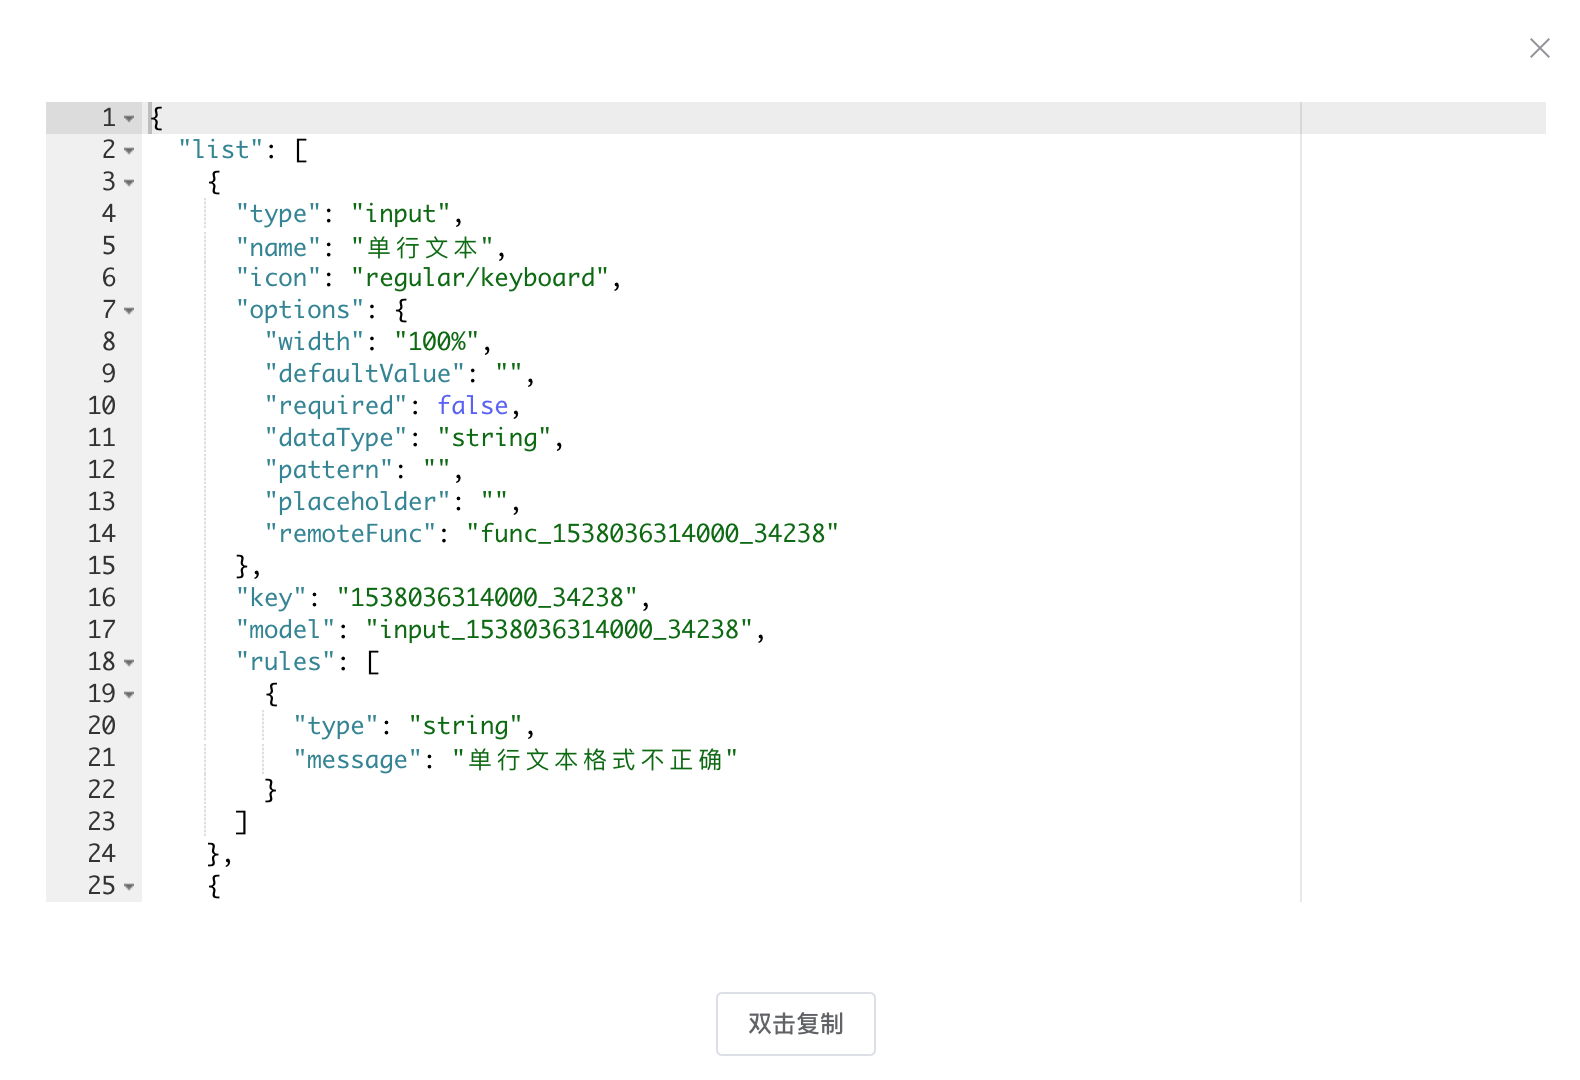 1 {
2   "list": [
3     {
4       "type": "input",
5       "name": "单行文本",
6       "icon": "regular/keyboard",
7       "options": {
8         "width": "100%",
9         "defaultValue": "",
10         "required": false,
11         "dataType": "string",
12         "pattern": "",
13         "placeholder": "",
14         "remoteFunc": "func_1538036314000_34238"
15       },
16       "key": "1538036314000_34238",
17       "model": "input_1538036314000_34238",
18       "rules": [
19         {
20           "type": "string",
21           "message": "单行文本格式不正确"
22         }
23       ]
24     },
25     {
双击复制